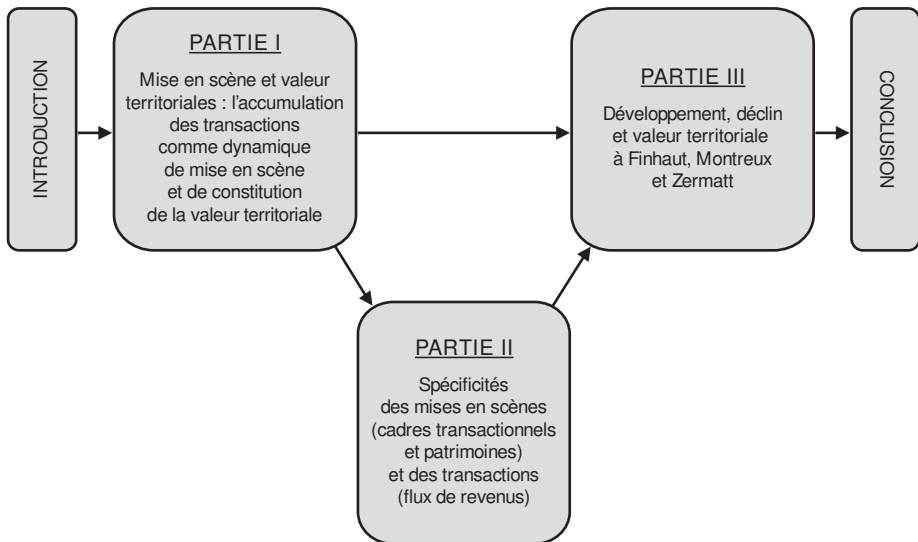 INTRODUCTION
PARTIE I
Mise en scène et valeur
territoriales : l'accumulation
des transactions
comme dynamique
de mise en scène
et de constitution
de la valeur territoriale
PARTIE II
Spécificités
des mises en scènes
(cadres transactionnels
et patrimoines)
et des transactions
(flux de revenus)
PARTIE III
Développement, déclin
et valeur territoriale
à Finhaut, Montreux
et Zermatt
CONCLUSION